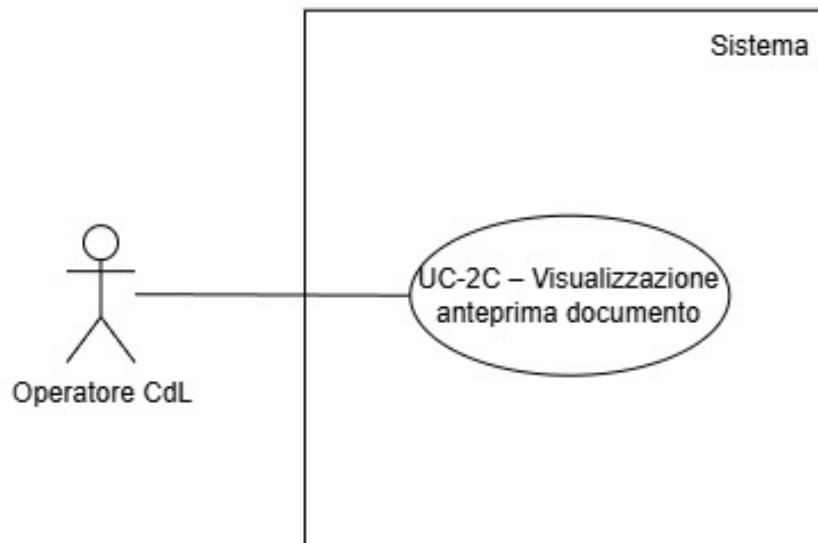 Sistema
UC-2C – Visualizzazione
anteprima documento
Operatore CdL